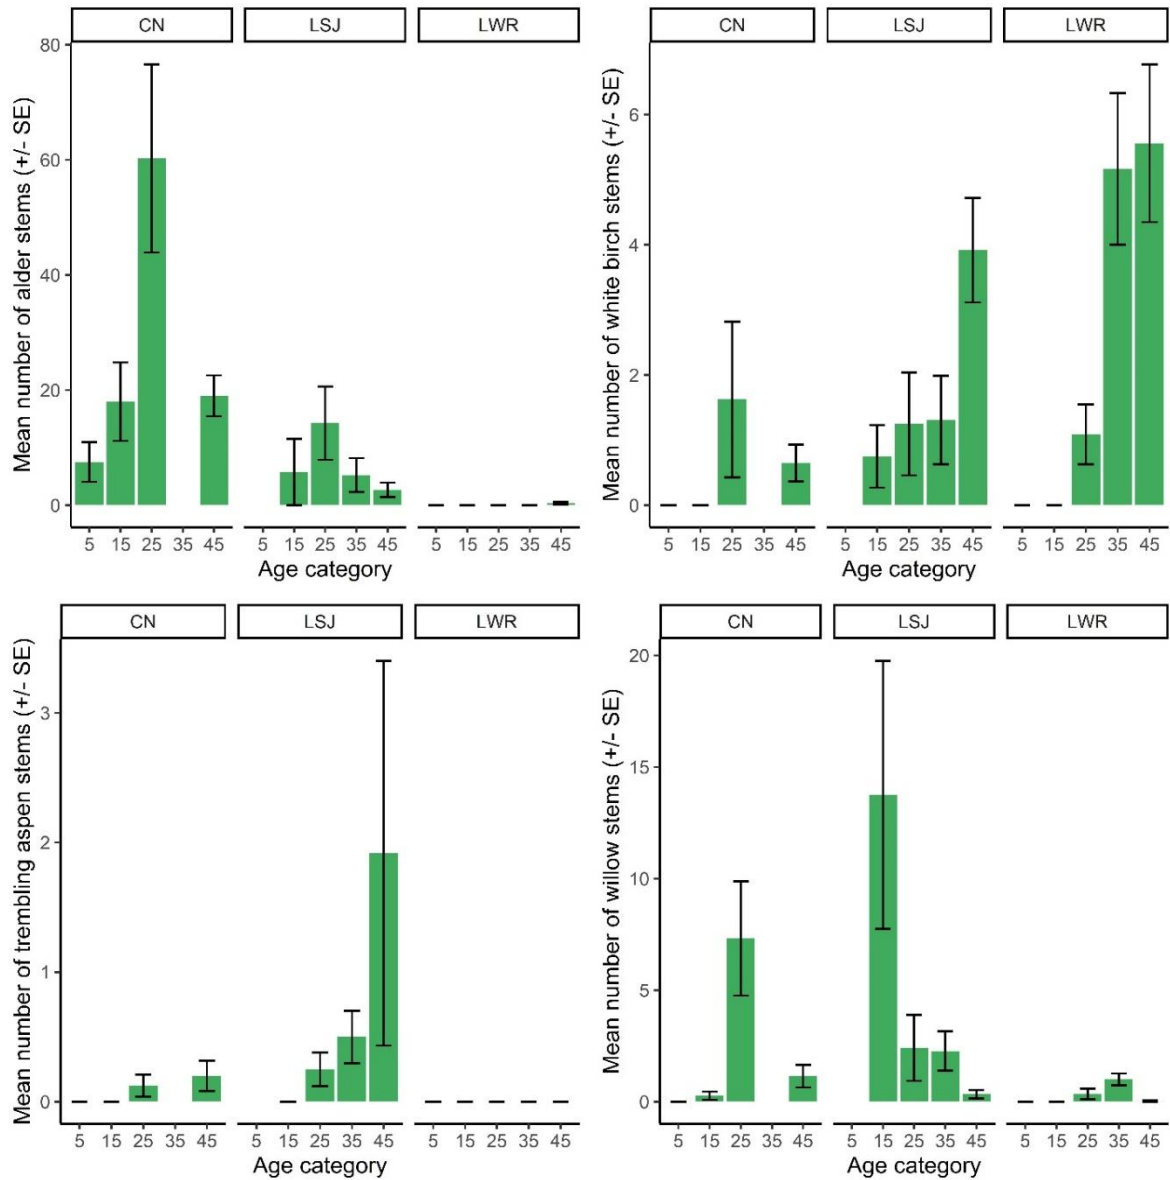 CN LSJ LWR
Mean number of alder stems (+/- SE)
80
60
40
20
0
5 15 25 35 45 5 15 25 35 45 5 15 25 35 45
Age category
CN LSJ LWR
Mean number of white birch stems (+/- SE)
6
4
2
0
5 15 25 35 45 5 15 25 35 45 5 15 25 35 45
Age category
CN LSJ LWR
Mean number of trembling aspen stems (+/- SE)
3
2
1
0
5 15 25 35 45 5 15 25 35 45 5 15 25 35 45
Age category
CN LSJ LWR
Mean number of willow stems (+/- SE)
20
15
10
5
0
5 15 25 35 45 5 15 25 35 45 5 15 25 35 45
Age category